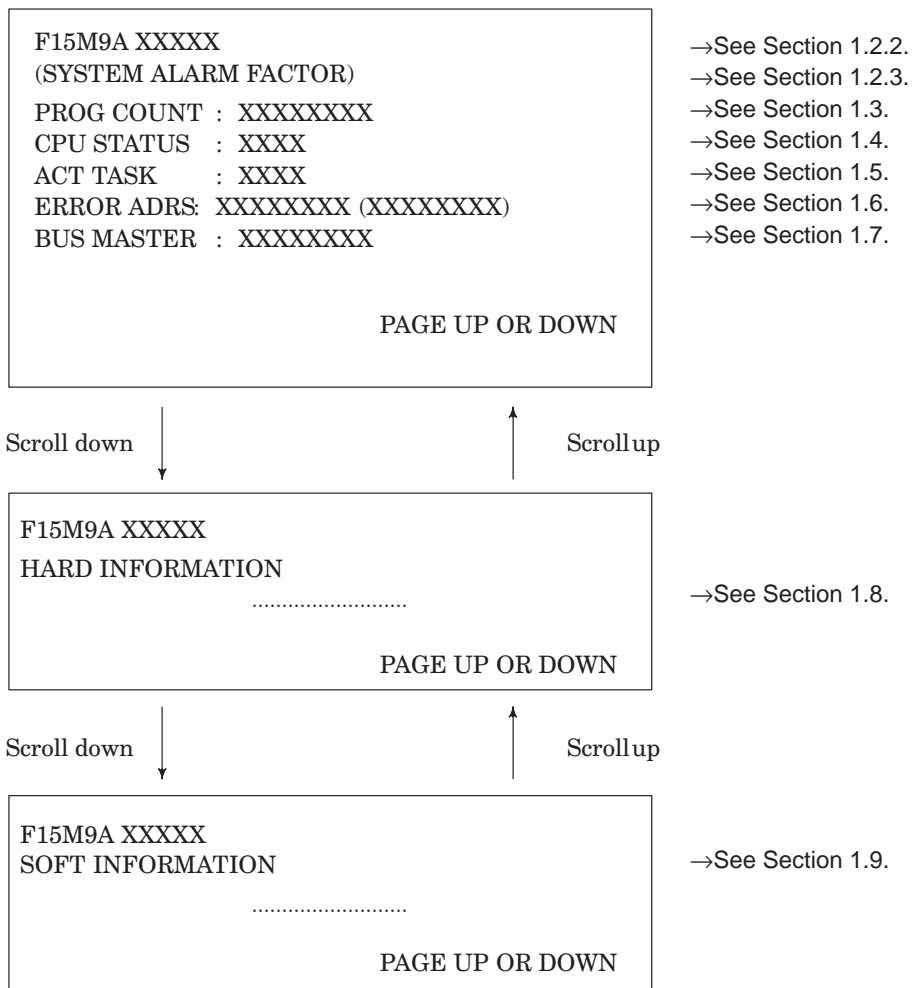 F15M9A XXXXX →See Section 1.2.2.
(SYSTEM ALARM FACTOR) →See Section 1.2.3.
PROG COUNT : XXXXXXXX →See Section 1.3.
CPU STATUS : XXXX →See Section 1.4.
ACT TASK : XXXX →See Section 1.5.
ERROR ADRS: XXXXXXXX (XXXXXXXX) →See Section 1.6.
BUS MASTER : XXXXXXXX →See Section 1.7.
PAGE UP OR DOWN
Scroll down Scroll up
F15M9A XXXXX
HARD INFORMATION
.......................... →See Section 1.8.
PAGE UP OR DOWN
Scroll down Scroll up
F15M9A XXXXX
SOFT INFORMATION →See Section 1.9.
..........................
PAGE UP OR DOWN